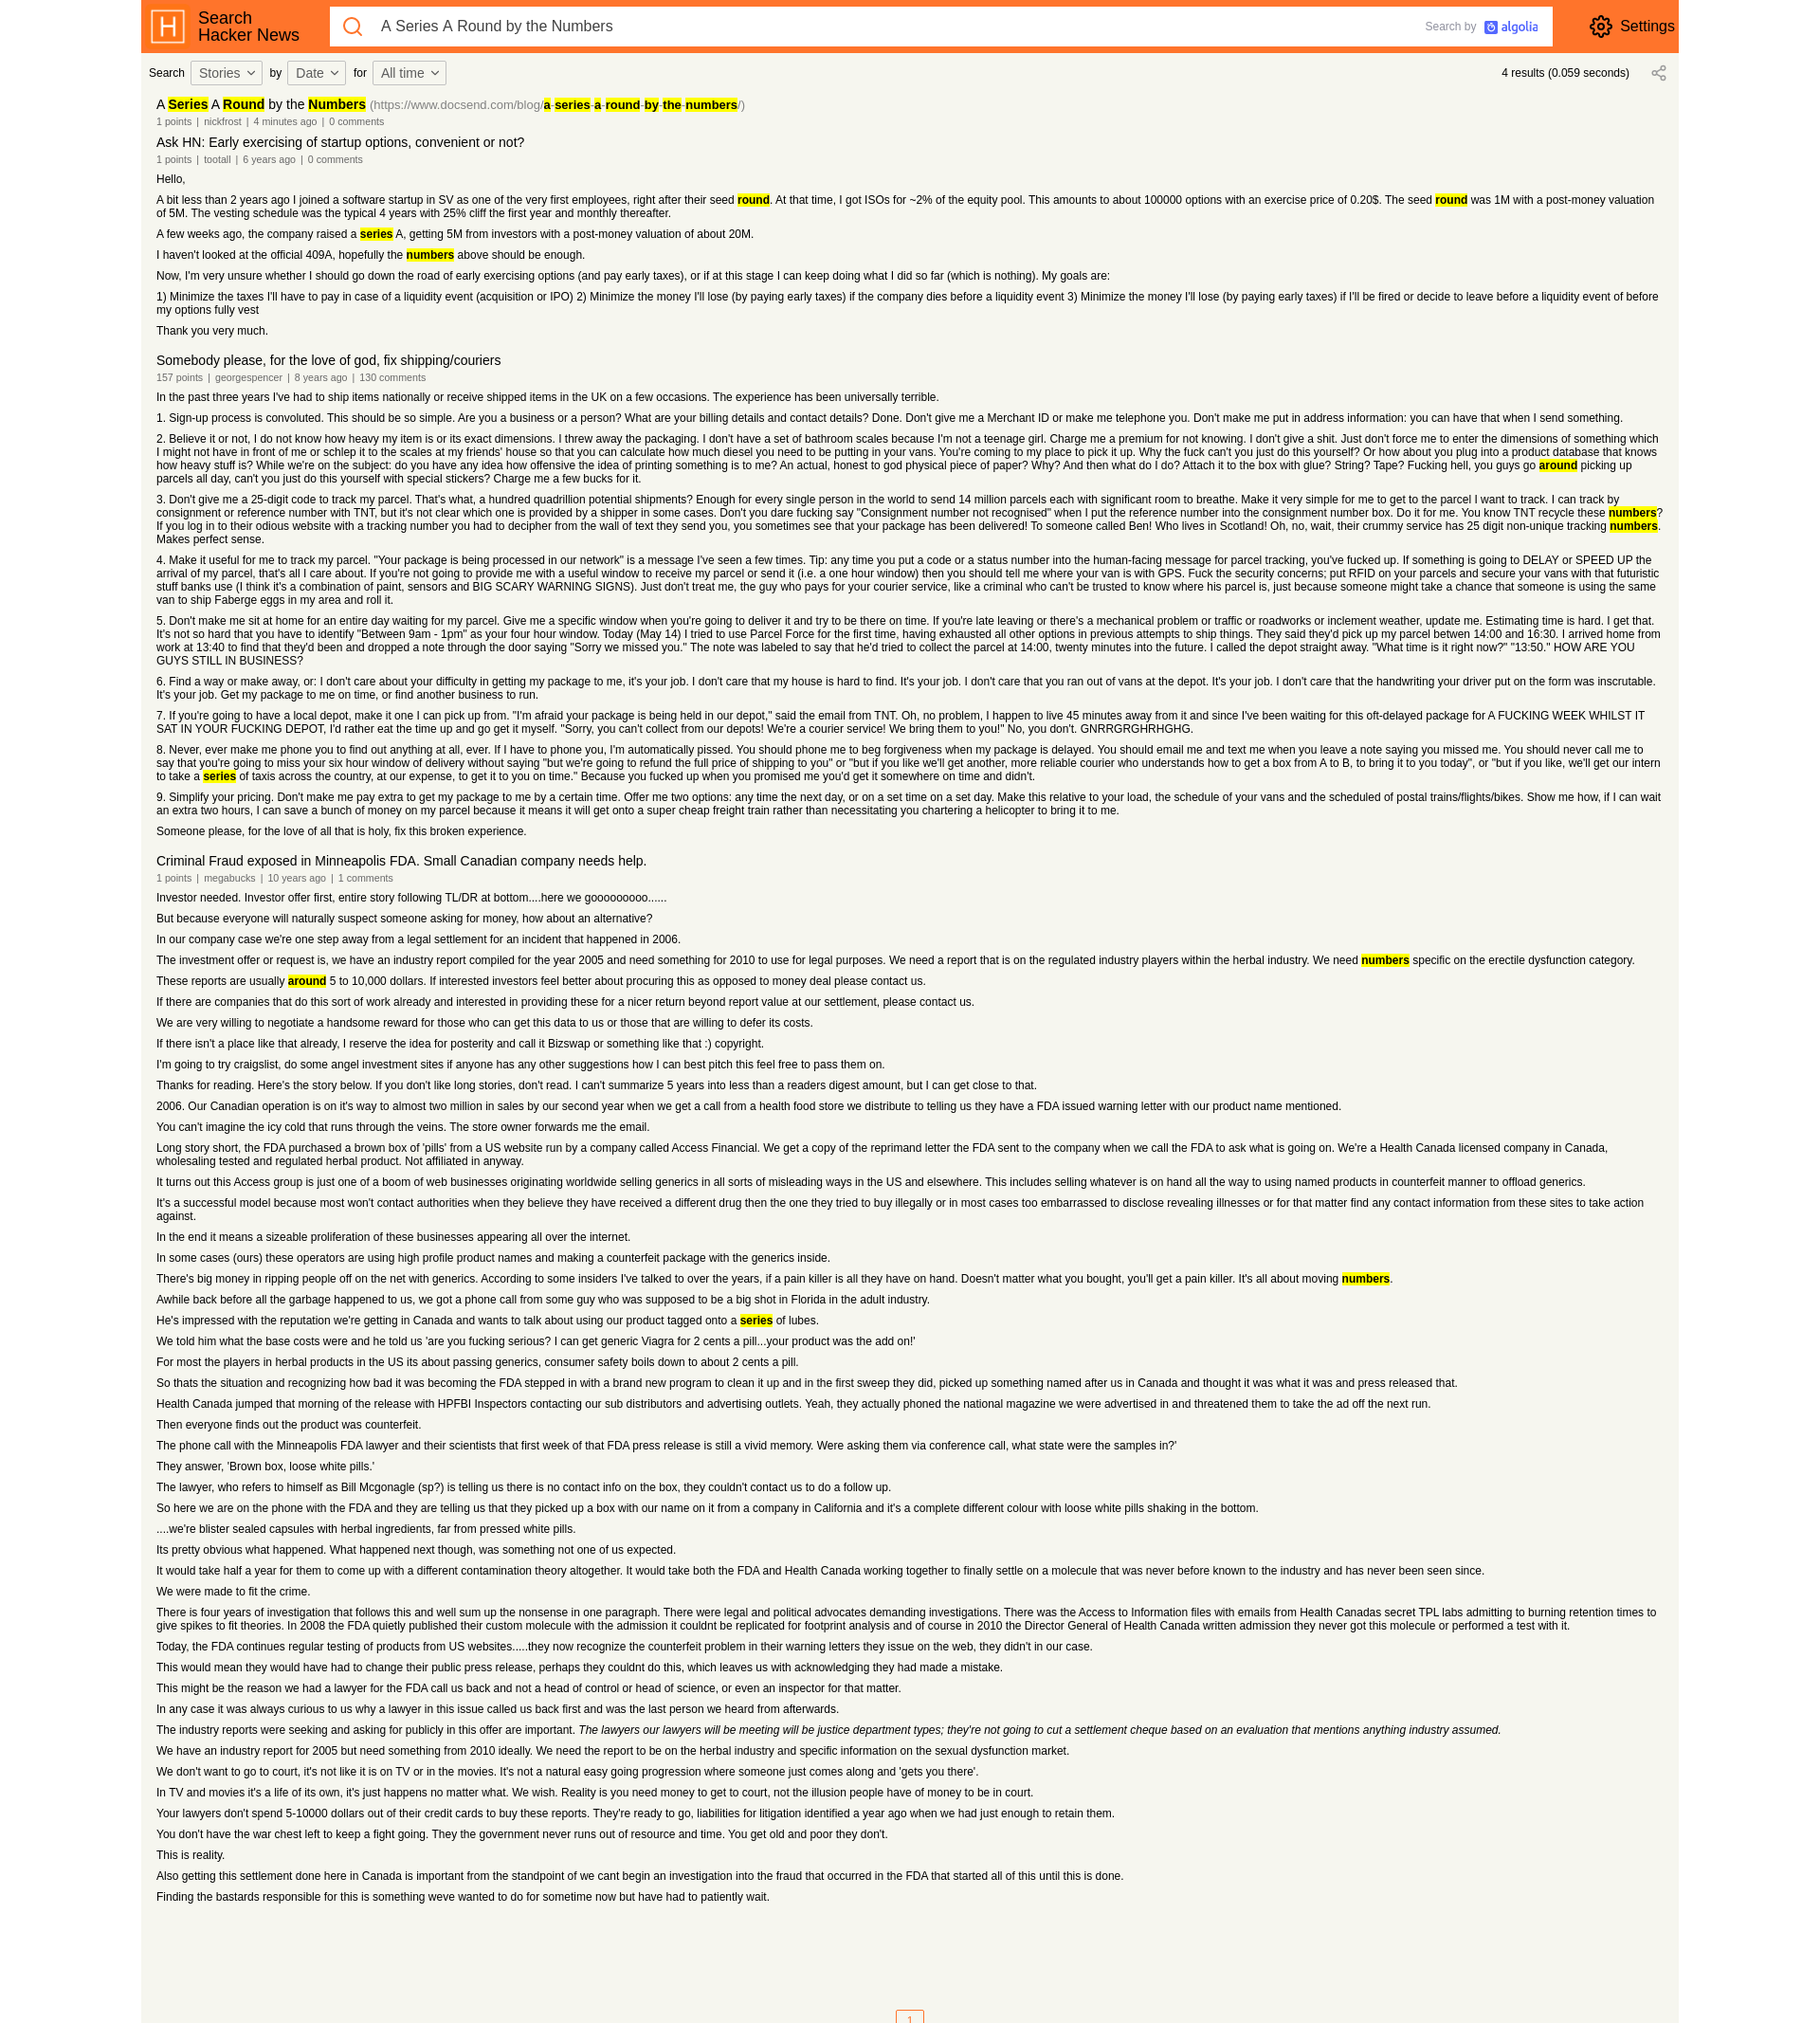 Search
Hacker News
A Series A Round by the Numbers
Search by algolia
Settings
Search Stories by Date for All time
4 results (0.059 seconds)
A Series A Round by the Numbers (https://www.docsend.com/blog/a-series-a-round-by-the-numbers/)
1 points | nickfrost | 4 minutes ago | 0 comments
Ask HN: Early exercising of startup options, convenient or not?
1 points | tootall | 6 years ago | 0 comments
Hello,
A bit less than 2 years ago I joined a software startup in SV as one of the very first employees, right after their seed round. At that time, I got ISOs for ~2% of the equity pool. This amounts to about 100000 options with an exercise price of 0.20$. The seed round was 1M with a post-money valuation
of 5M. The vesting schedule was the typical 4 years with 25% cliff the first year and monthly thereafter.
A few weeks ago, the company raised a series A, getting 5M from investors with a post-money valuation of about 20M.
I haven't looked at the official 409A, hopefully the numbers above should be enough.
Now, I'm very unsure whether I should go down the road of early exercising options (and pay early taxes), or if at this stage I can keep doing what I did so far (which is nothing). My goals are:
1) Minimize the taxes I'll have to pay in case of a liquidity event (acquisition or IPO) 2) Minimize the money I'll lose (by paying early taxes) if the company dies before a liquidity event 3) Minimize the money I'll lose (by paying early taxes) if I'll be fired or decide to leave before a liquidity event of before
my options fully vest
Thank you very much.
Somebody please, for the love of god, fix shipping/couriers
157 points | georgespencer | 8 years ago | 130 comments
In the past three years I've had to ship items nationally or receive shipped items in the UK on a few occasions. The experience has been universally terrible.
1. Sign-up process is convoluted. This should be so simple. Are you a business or a person? What are your billing details and contact details? Done. Don't give me a Merchant ID or make me telephone you. Don't make me put in address information: you can have that when I send something.
2. Believe it or not, I do not know how heavy my item is or its exact dimensions. I threw away the packaging. I don't have a set of bathroom scales because I'm not a teenage girl. Charge me a premium for not knowing. I don't give a shit. Just don't force me to enter the dimensions of something which
I might not have in front of me or schlep it to the scales at my friends' house so that you can calculate how much diesel you need to be putting in your vans. You're coming to my place to pick it up. Why the fuck can't you just do this yourself? Or how about you plug into a product database that knows
how heavy stuff is? While we're on the subject: do you have any idea how offensive the idea of printing something is to me? An actual, honest to god physical piece of paper? Why? And then what do I do? Attach it to the box with glue? String? Tape? Fucking hell, you guys go around picking up
parcels all day, can't you just do this yourself with special stickers? Charge me a few bucks for it.
3. Don't give me a 25-digit code to track my parcel. That's what, a hundred quadrillion potential shipments? Enough for every single person in the world to send 14 million parcels each with significant room to breathe. Make it very simple for me to get to the parcel I want to track. I can track by
consignment or reference number with TNT, but it's not clear which one is provided by a shipper in some cases. Don't you dare fucking say "Consignment number not recognised" when I put the reference number into the consignment number box. Do it for me. You know TNT recycle these numbers?
If you log in to their odious website with a tracking number you had to decipher from the wall of text they send you, you sometimes see that your package has been delivered! To someone called Ben! Who lives in Scotland! Oh, no, wait, their crummy service has 25 digit non-unique tracking numbers.
Makes perfect sense.
4. Make it useful for me to track my parcel. "Your package is being processed in our network" is a message I've seen a few times. Tip: any time you put a code or a status number into the human-facing message for parcel tracking, you've fucked up. If something is going to DELAY or SPEED UP the
arrival of my parcel, that's all I care about. If you're not going to provide me with a useful window to receive my parcel or send it (i.e. a one hour window) then you should tell me where your van is with GPS. Fuck the security concerns; put RFID on your parcels and secure your vans with that futuristic
stuff banks use (I think it's a combination of paint, sensors and BIG SCARY WARNING SIGNS). Just don't treat me, the guy who pays for your courier service, like a criminal who can't be trusted to know where his parcel is, just because someone might take a chance that someone is using the same
van to ship Faberge eggs in my area and roll it.
5. Don't make me sit at home for an entire day waiting for my parcel. Give me a specific window when you're going to deliver it and try to be there on time. If you're late leaving or there's a mechanical problem or traffic or roadworks or inclement weather, update me. Estimating time is hard. I get that.
It's not so hard that you have to identify "Between 9am - 1pm" as your four hour window. Today (May 14) I tried to use Parcel Force for the first time, having exhausted all other options in previous attempts to ship things. They said they'd pick up my parcel betwen 14:00 and 16:30. I arrived home from
work at 13:40 to find that they'd been and dropped a note through the door saying "Sorry we missed you." The note was labeled to say that he'd tried to collect the parcel at 14:00, twenty minutes into the future. I called the depot straight away. "What time is it right now?" "13:50." HOW ARE YOU
GUYS STILL IN BUSINESS?
6. Find a way or make away, or: I don't care about your difficulty in getting my package to me, it's your job. I don't care that my house is hard to find. It's your job. I don't care that you ran out of vans at the depot. It's your job. I don't care that the handwriting your driver put on the form was inscrutable.
It's your job. Get my package to me on time, or find another business to run.
7. If you're going to have a local depot, make it one I can pick up from. "I'm afraid your package is being held in our depot," said the email from TNT. Oh, no problem, I happen to live 45 minutes away from it and since I've been waiting for this oft-delayed package for A FUCKING WEEK WHILST IT
SAT IN YOUR FUCKING DEPOT, I'd rather eat the time up and go get it myself. "Sorry, you can't collect from our depots! We're a courier service! We bring them to you!" No, you don't. GNRRGRGHRHGHG.
8. Never, ever make me phone you to find out anything at all, ever. If I have to phone you, I'm automatically pissed. You should phone me to beg forgiveness when my package is delayed. You should email me and text me when you leave a note saying you missed me. You should never call me to
say that you're going to miss your six hour window of delivery without saying "but we're going to refund the full price of shipping to you" or "but if you like we'll get another, more reliable courier who understands how to get a box from A to B, to bring it to you today", or "but if you like, we'll get our intern
to take a series of taxis across the country, at our expense, to get it to you on time." Because you fucked up when you promised me you'd get it somewhere on time and didn't.
9. Simplify your pricing. Don't make me pay extra to get my package to me by a certain time. Offer me two options: any time the next day, or on a set time on a set day. Make this relative to your load, the schedule of your vans and the scheduled of postal trains/flights/bikes. Show me how, if I can wait
an extra two hours, I can save a bunch of money on my parcel because it means it will get onto a super cheap freight train rather than necessitating you chartering a helicopter to bring it to me.
Someone please, for the love of all that is holy, fix this broken experience.
Criminal Fraud exposed in Minneapolis FDA. Small Canadian company needs help.
1 points | megabucks | 10 years ago | 1 comments
Investor needed. Investor offer first, entire story following TL/DR at bottom....here we gooooooooo......
But because everyone will naturally suspect someone asking for money, how about an alternative?
In our company case we're one step away from a legal settlement for an incident that happened in 2006.
The investment offer or request is, we have an industry report compiled for the year 2005 and need something for 2010 to use for legal purposes. We need a report that is on the regulated industry players within the herbal industry. We need numbers specific on the erectile dysfunction category.
These reports are usually around 5 to 10,000 dollars. If interested investors feel better about procuring this as opposed to money deal please contact us.
If there are companies that do this sort of work already and interested in providing these for a nicer return beyond report value at our settlement, please contact us.
We are very willing to negotiate a handsome reward for those who can get this data to us or those that are willing to defer its costs.
If there isn't a place like that already, I reserve the idea for posterity and call it Bizswap or something like that :) copyright.
I'm going to try craigslist, do some angel investment sites if anyone has any other suggestions how I can best pitch this feel free to pass them on.
Thanks for reading. Here's the story below. If you don't like long stories, don't read. I can't summarize 5 years into less than a readers digest amount, but I can get close to that.
2006. Our Canadian operation is on it's way to almost two million in sales by our second year when we get a call from a health food store we distribute to telling us they have a FDA issued warning letter with our product name mentioned.
You can't imagine the icy cold that runs through the veins. The store owner forwards me the email.
Long story short, the FDA purchased a brown box of 'pills' from a US website run by a company called Access Financial. We get a copy of the reprimand letter the FDA sent to the company when we call the FDA to ask what is going on. We're a Health Canada licensed company in Canada,
wholesaling tested and regulated herbal product. Not affiliated in anyway.
It turns out this Access group is just one of a boom of web businesses originating worldwide selling generics in all sorts of misleading ways in the US and elsewhere. This includes selling whatever is on hand all the way to using named products in counterfeit manner to offload generics.
It's a successful model because most won't contact authorities when they believe they have received a different drug then the one they tried to buy illegally or in most cases too embarrassed to disclose revealing illnesses or for that matter find any contact information from these sites to take action
against.
In the end it means a sizeable proliferation of these businesses appearing all over the internet.
In some cases (ours) these operators are using high profile product names and making a counterfeit package with the generics inside.
There's big money in ripping people off on the net with generics. According to some insiders I've talked to over the years, if a pain killer is all they have on hand. Doesn't matter what you bought, you'll get a pain killer. It's all about moving numbers.
Awhile back before all the garbage happened to us, we got a phone call from some guy who was supposed to be a big shot in Florida in the adult industry.
He's impressed with the reputation we're getting in Canada and wants to talk about using our product tagged onto a series of lubes.
We told him what the base costs were and he told us 'are you fucking serious? I can get generic Viagra for 2 cents a pill...your product was the add on!'
For most the players in herbal products in the US its about passing generics, consumer safety boils down to about 2 cents a pill.
So thats the situation and recognizing how bad it was becoming the FDA stepped in with a brand new program to clean it up and in the first sweep they did, picked up something named after us in Canada and thought it was what it was and press released that.
Health Canada jumped that morning of the release with HPFBI Inspectors contacting our sub distributors and advertising outlets. Yeah, they actually phoned the national magazine we were advertised in and threatened them to take the ad off the next run.
Then everyone finds out the product was counterfeit.
The phone call with the Minneapolis FDA lawyer and their scientists that first week of that FDA press release is still a vivid memory. Were asking them via conference call, what state were the samples in?'
They answer, 'Brown box, loose white pills.'
The lawyer, who refers to himself as Bill Mcgonagle (sp?) is telling us there is no contact info on the box, they couldn't contact us to do a follow up.
So here we are on the phone with the FDA and they are telling us that they picked up a box with our name on it from a company in California and it's a complete different colour with loose white pills shaking in the bottom.
....we're blister sealed capsules with herbal ingredients, far from pressed white pills.
Its pretty obvious what happened. What happened next though, was something not one of us expected.
It would take half a year for them to come up with a different contamination theory altogether. It would take both the FDA and Health Canada working together to finally settle on a molecule that was never before known to the industry and has never been seen since.
We were made to fit the crime.
There is four years of investigation that follows this and well sum up the nonsense in one paragraph. There were legal and political advocates demanding investigations. There was the Access to Information files with emails from Health Canadas secret TPL labs admitting to burning retention times to
give spikes to fit theories. In 2008 the FDA quietly published their custom molecule with the admission it couldnt be replicated for footprint analysis and of course in 2010 the Director General of Health Canada written admission they never got this molecule or performed a test with it.
Today, the FDA continues regular testing of products from US websites.....they now recognize the counterfeit problem in their warning letters they issue on the web, they didn't in our case.
This would mean they would have had to change their public press release, perhaps they couldnt do this, which leaves us with acknowledging they had made a mistake.
This might be the reason we had a lawyer for the FDA call us back and not a head of control or head of science, or even an inspector for that matter.
In any case it was always curious to us why a lawyer in this issue called us back first and was the last person we heard from afterwards.
The industry reports were seeking and asking for publicly in this offer are important. The lawyers our lawyers will be meeting will be justice department types; they're not going to cut a settlement cheque based on an evaluation that mentions anything industry assumed.
We have an industry report for 2005 but need something from 2010 ideally. We need the report to be on the herbal industry and specific information on the sexual dysfunction market.
We don't want to go to court, it's not like it is on TV or in the movies. It's not a natural easy going progression where someone just comes along and 'gets you there'.
In TV and movies it's a life of its own, it's just happens no matter what. We wish. Reality is you need money to get to court, not the illusion people have of money to be in court.
Your lawyers don't spend 5-10000 dollars out of their credit cards to buy these reports. They're ready to go, liabilities for litigation identified a year ago when we had just enough to retain them.
You don't have the war chest left to keep a fight going. They the government never runs out of resource and time. You get old and poor they don't.
This is reality.
Also getting this settlement done here in Canada is important from the standpoint of we cant begin an investigation into the fraud that occurred in the FDA that started all of this until this is done.
Finding the bastards responsible for this is something weve wanted to do for sometime now but have had to patiently wait.
1